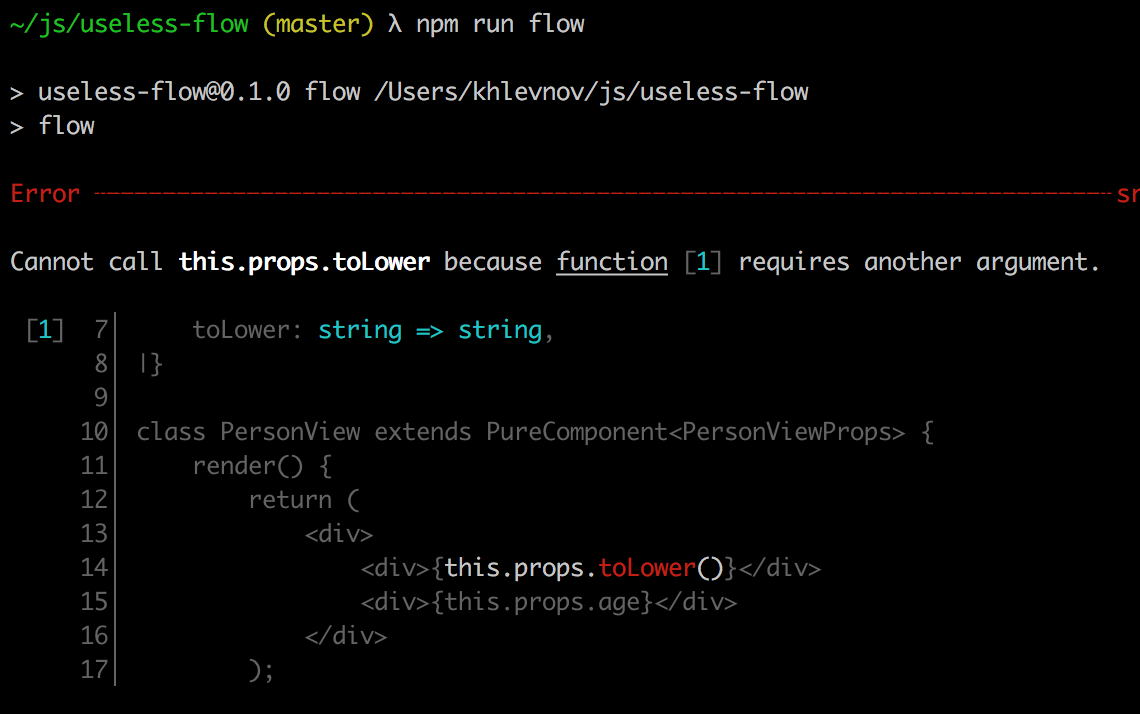 ~/js/useless-flow (master) λ npm run flow
> useless-flow@0.1.0 flow /Users/khlevnov/js/useless-flow
> flow
Error ------------------------------------------------------------------------ sr
Cannot call this.props.toLower because function [1] requires another argument.
[1] 7│ toLower: string => string,
8│ |}
9│
10│ class PersonView extends PureComponent<PersonViewProps> {
11│ render() {
12│ return (
13│ <div>
14│ <div>{this.props.toLower()}</div>
15│ <div>{this.props.age}</div>
16│ </div>
17│ );